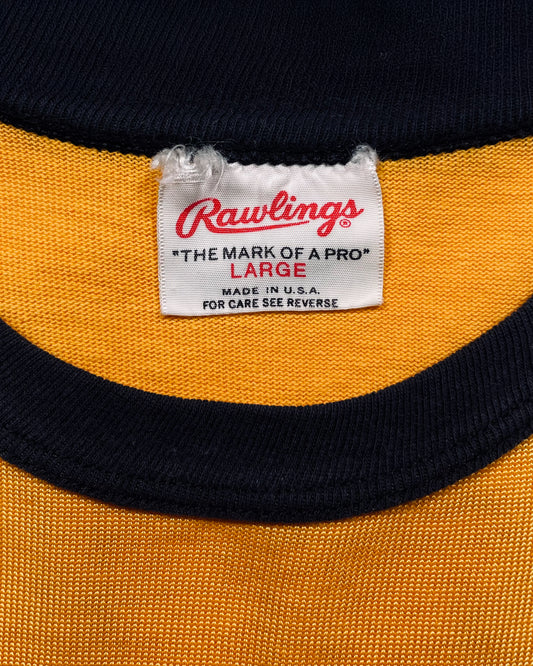 Rawlings®
"THE MARK OF A PRO"
LARGE
MADE IN U.S.A.
FOR CARE SEE REVERSE